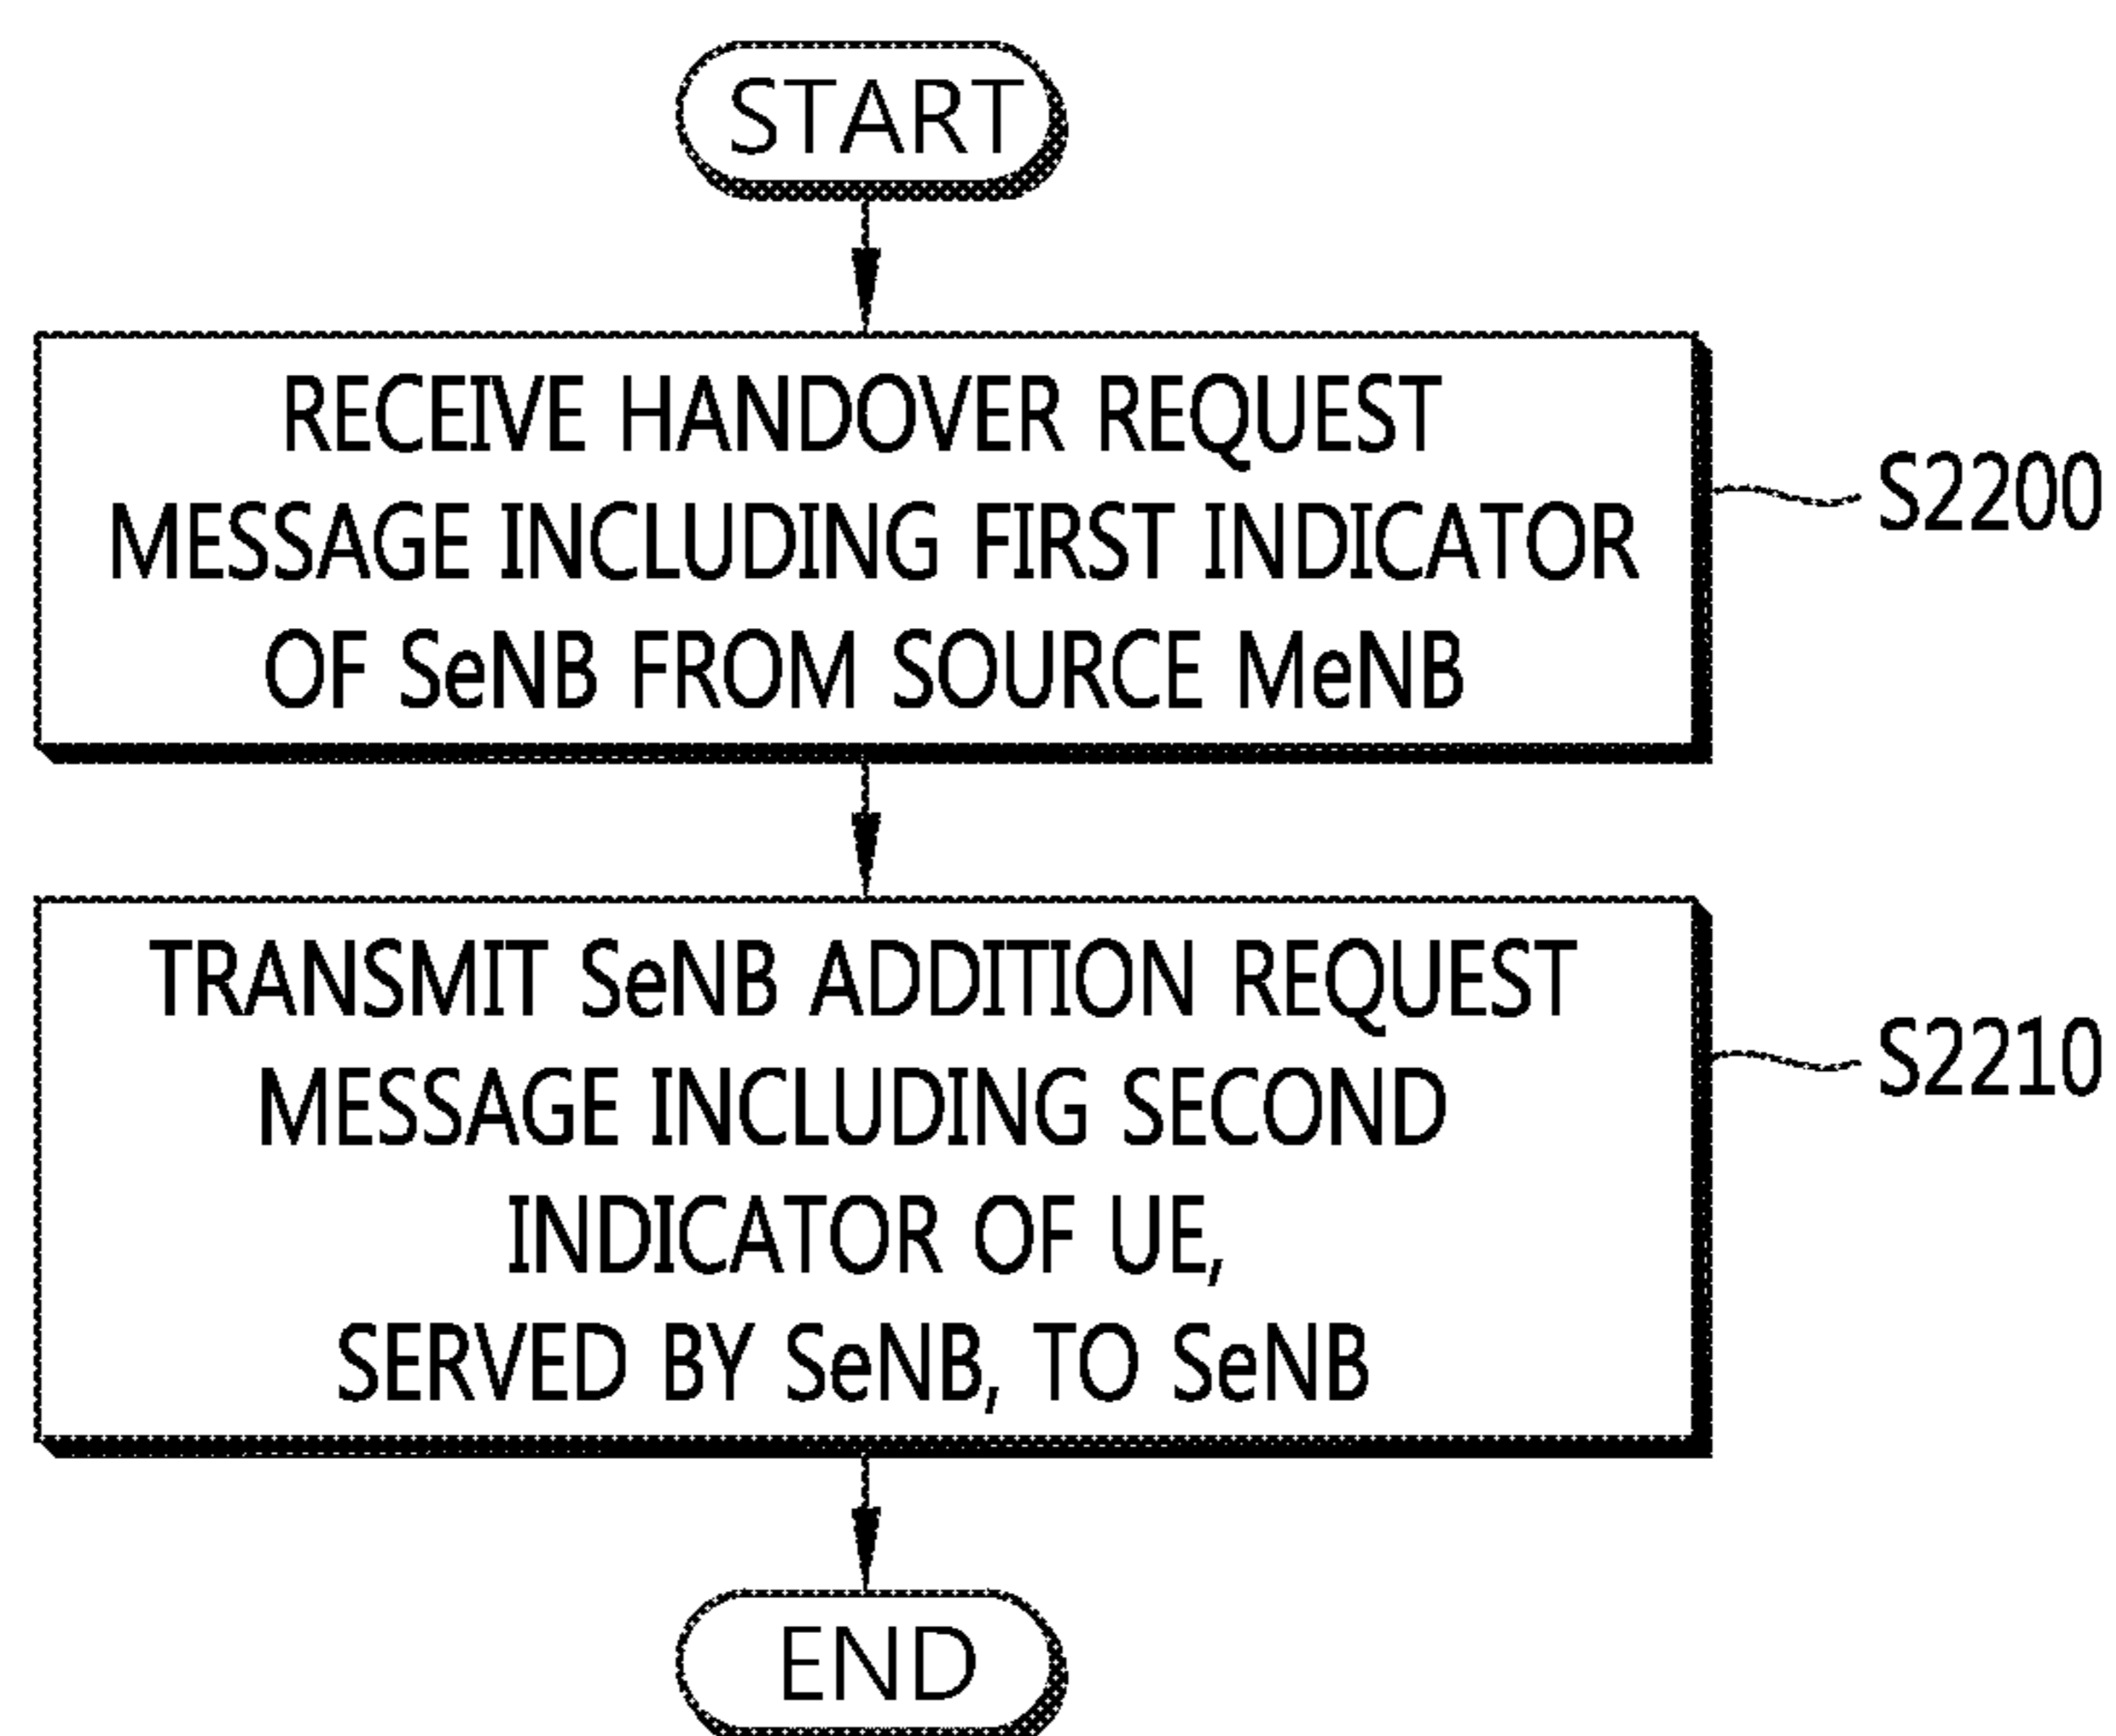 START
RECEIVE HANDOVER REQUEST
MESSAGE INCLUDING FIRST INDICATOR
OF SeNB FROM SOURCE MeNB
S2200
TRANSMIT SeNB ADDITION REQUEST
MESSAGE INCLUDING SECOND
INDICATOR OF UE,
SERVED BY SeNB, TO SeNB
S2210
END